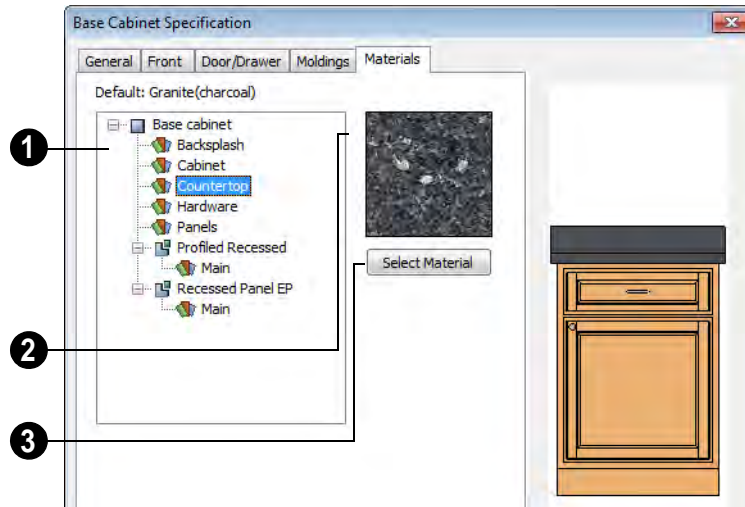 Base Cabinet Specification
General Front Door/Drawer Moldings Materials
Default: Granite(charcoal)
Base cabinet
1
Backsplash
Cabinet
Countertop
Hardware
Panels
Profiled Recessed
Main
Recessed Panel EP
Main
Select Material
2
3